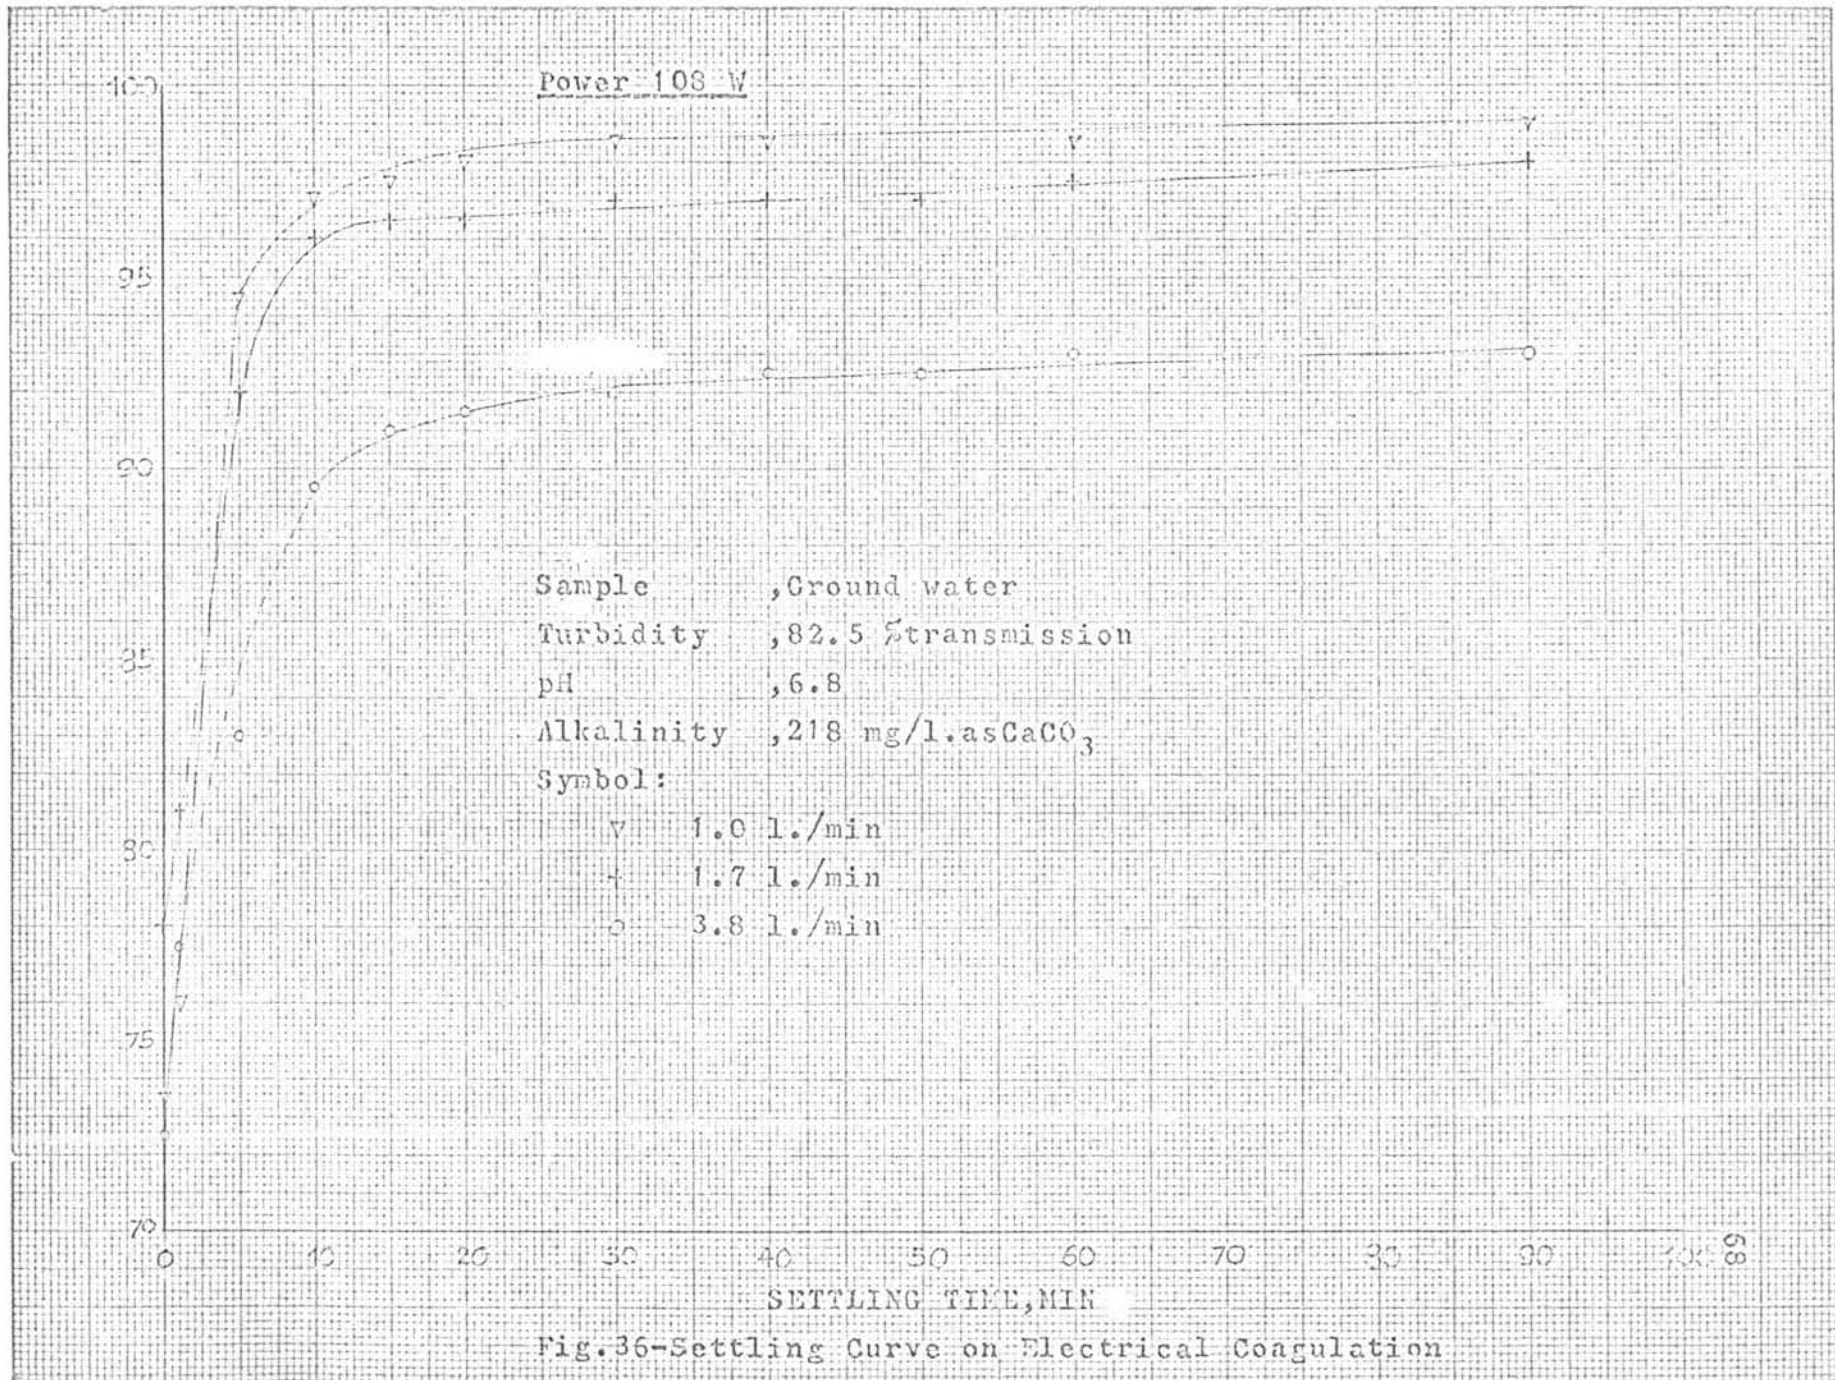 Power 108 W
100
95
90
85
80
75
70
Sample ,Ground water
Turbidity ,82.5 %transmission
pH ,6.8
Alkalinity ,218 mg/l.asCaCO₃
Symbol:
▽ 1.0 l./min
+ 1.7 l./min
○ 3.8 l./min
0 10 20 30 40 50 60 70 80 90 100
68
SETTLING TIME,MIN
Fig.36-Settling Curve on Electrical Coagulation